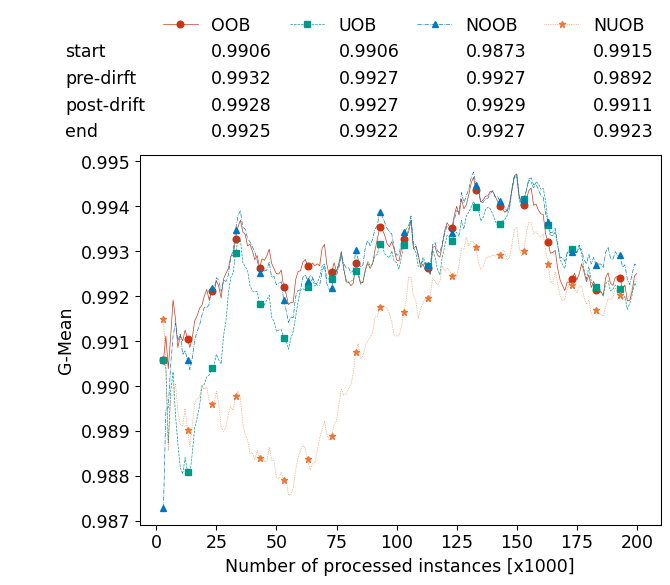 OOB UOB NOOB NUOB
start 0.9906 0.9906 0.9873 0.9915
pre-dirft 0.9932 0.9927 0.9927 0.9892
post-drift 0.9928 0.9927 0.9929 0.9911
end 0.9925 0.9922 0.9927 0.9923
0.995
0.994
0.993
0.992
0.991
0.990
0.989
0.988
0.987
G-Mean
0 25 50 75 100 125 150 175 200
Number of processed instances [x1000]